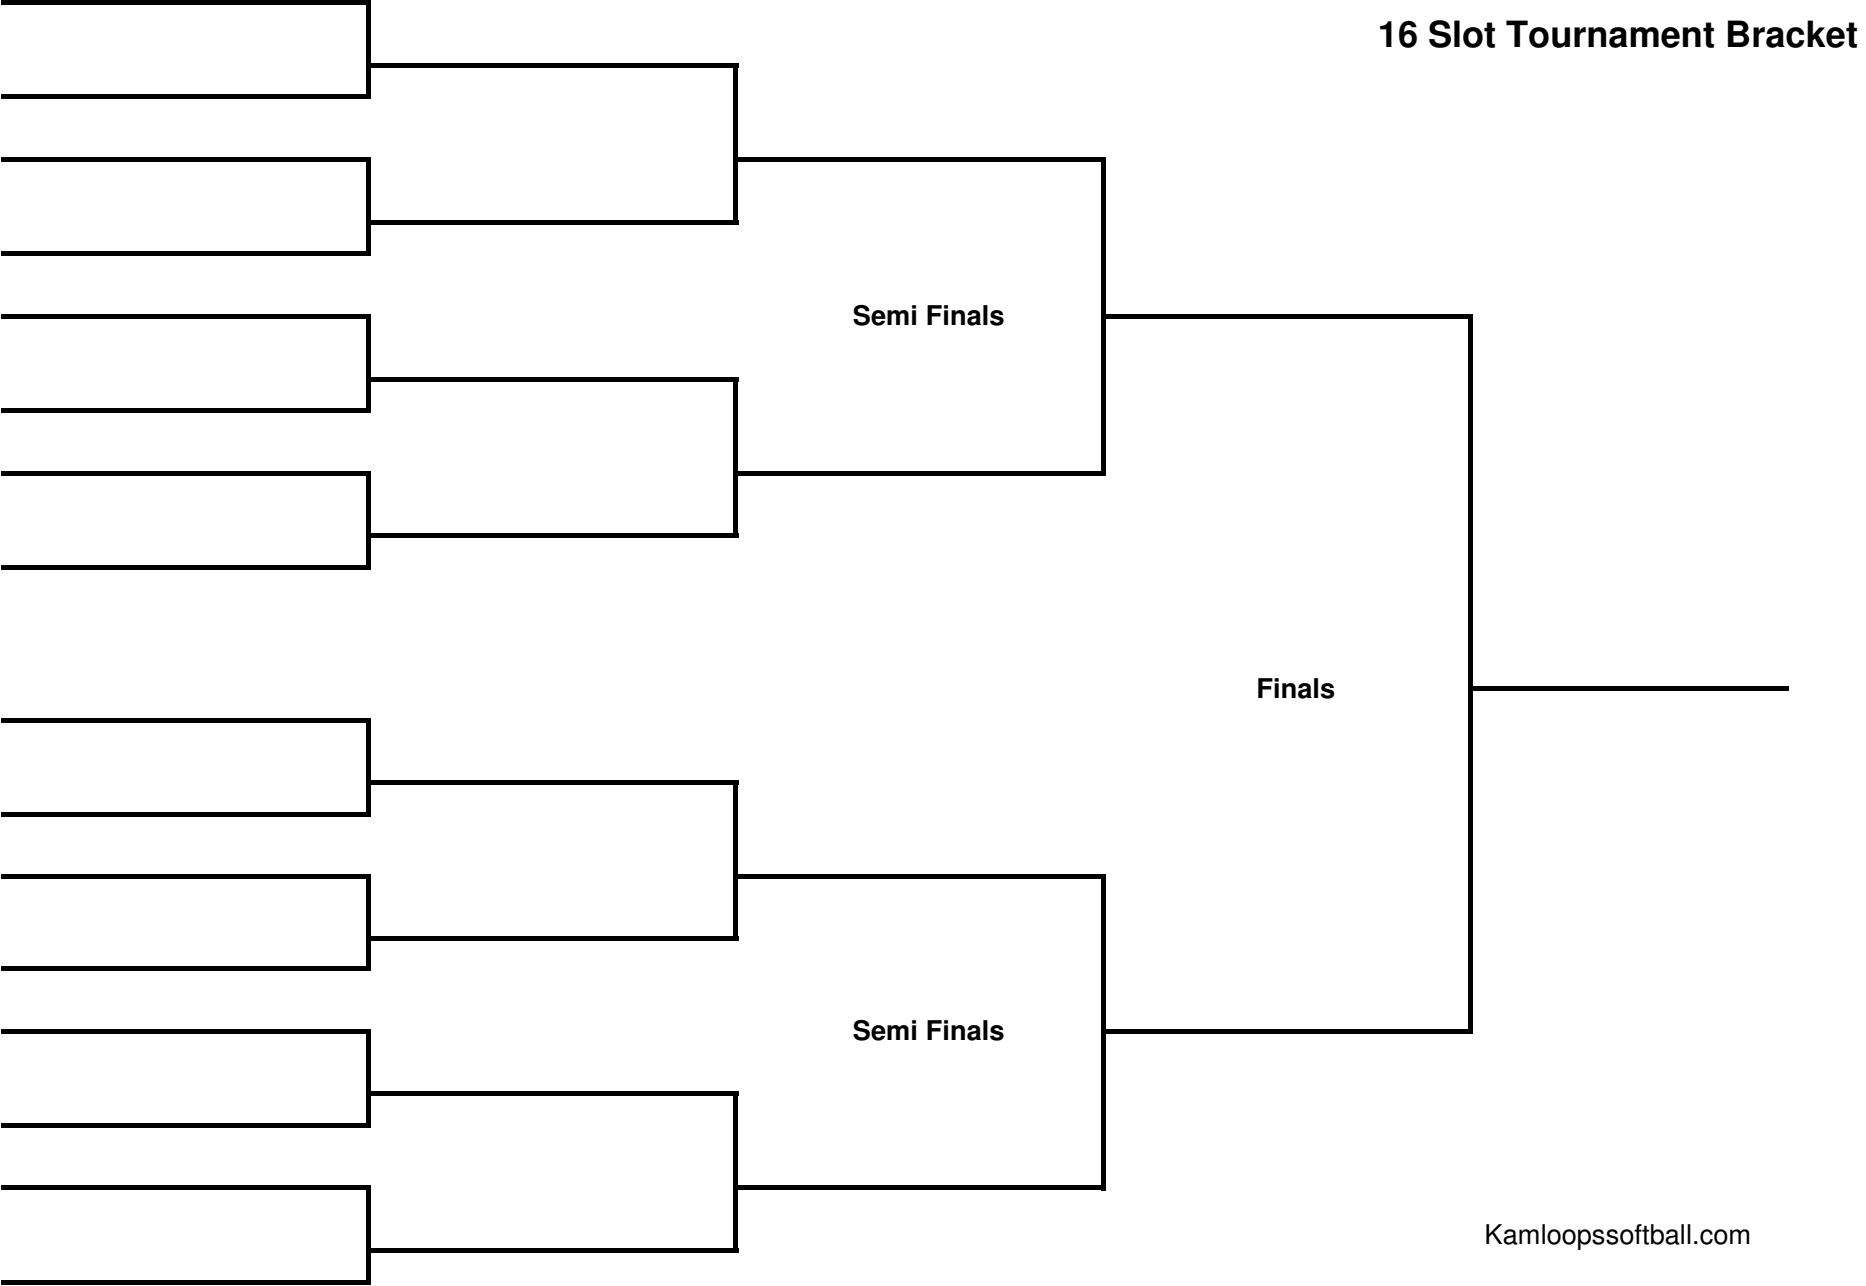 16 Slot Tournament Bracket
Semi Finals
Finals
Semi Finals
Kamloopssoftball.com